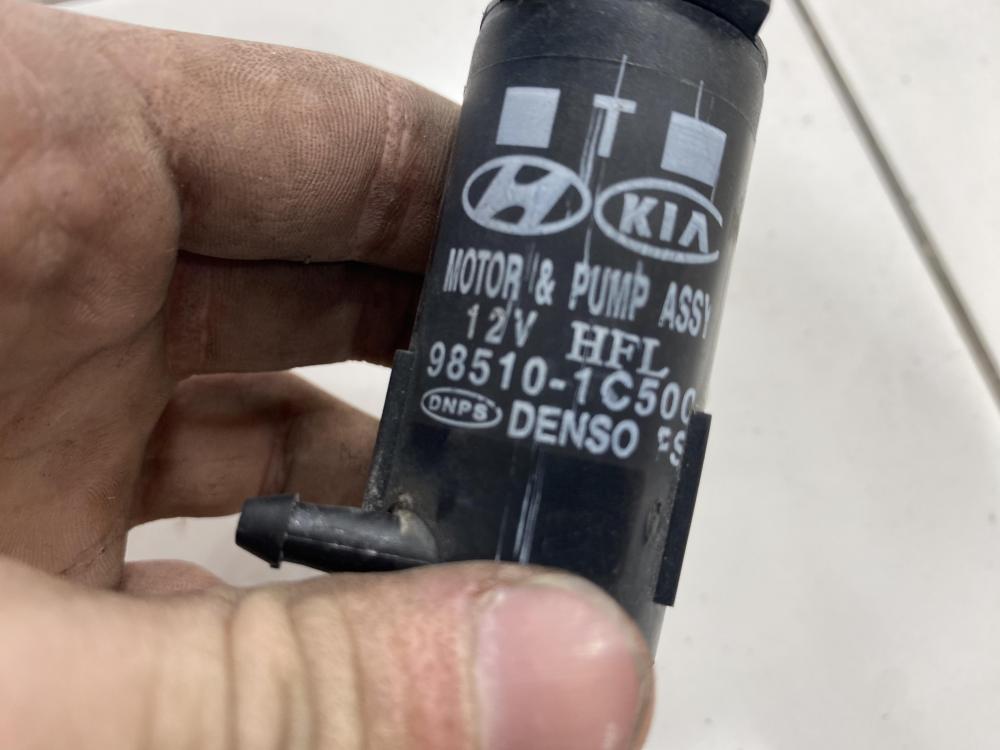 T
KIA
MOTOR & PUMP ASSY
12V HFL
98510-1C500
DNPS DENSO